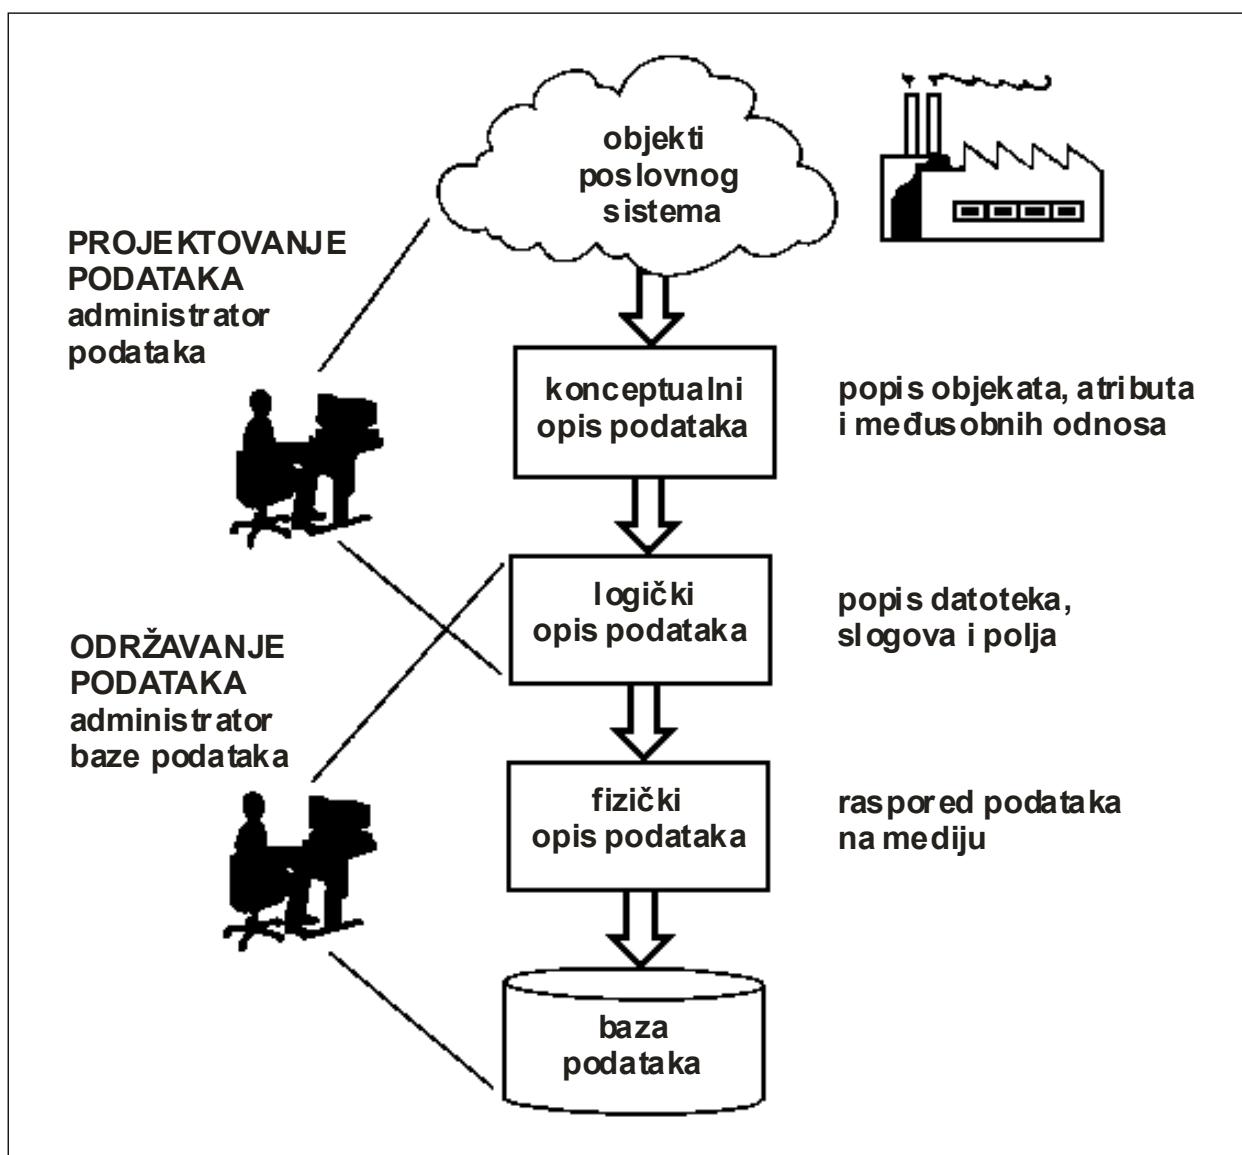 objekti
poslovnog
sistema
PROJEKTOVANJE
PODATAKA
administrator
podataka
konceptualni
opis podataka
popis objekata, atributa
i međusobnih odnosa
logički
opis podataka
popis datoteka,
slogova i polja
ODRŽAVANJE
PODATAKA
administrator
baze podataka
fizički
opis podataka
raspored podataka
na mediju
baza
podataka